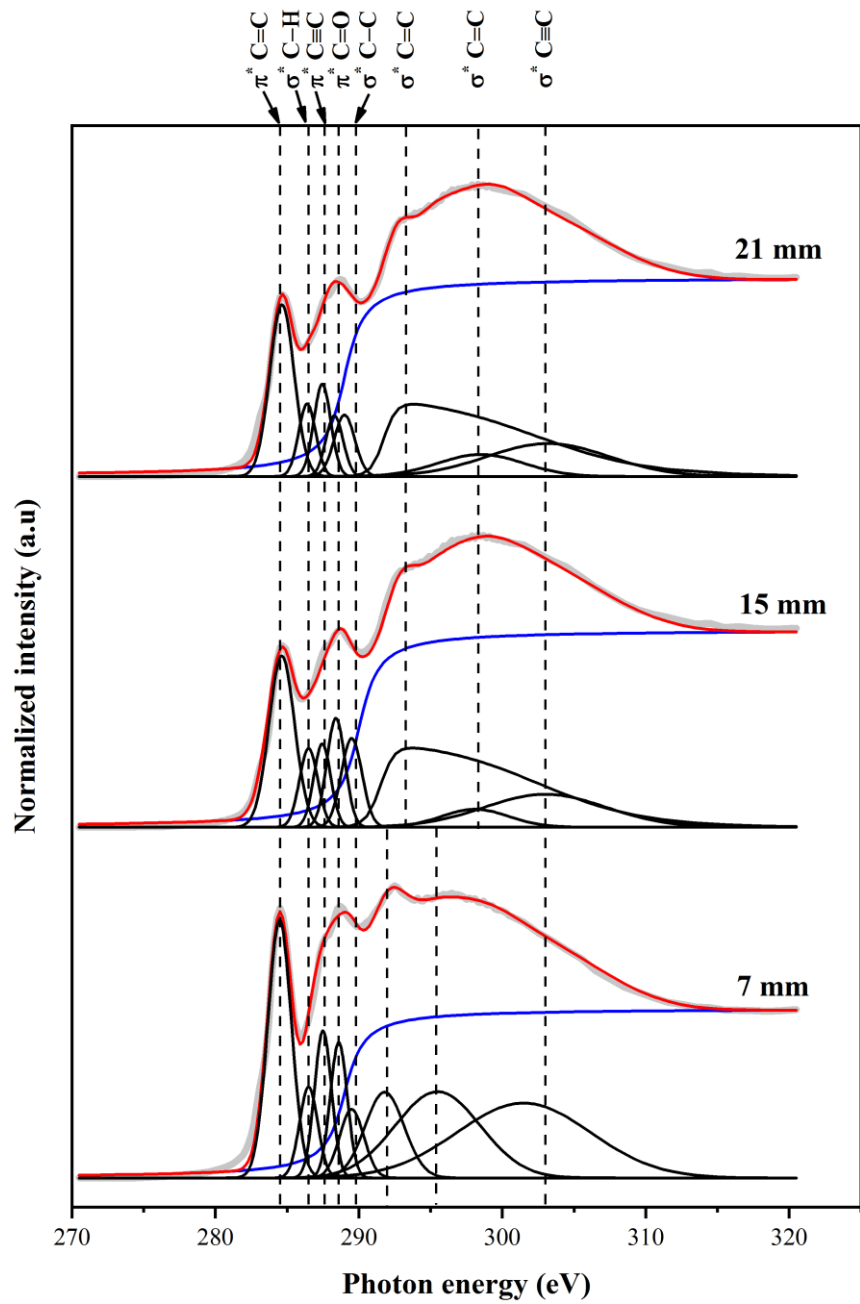 π* C=C
σ* C–H
π* C≡C
π* C=O
σ* C–C
σ* C=C
σ* C=C
σ* C≡C
21 mm
15 mm
7 mm
Normalized intensity (a.u)
270
280
290
300
310
320
Photon energy (eV)